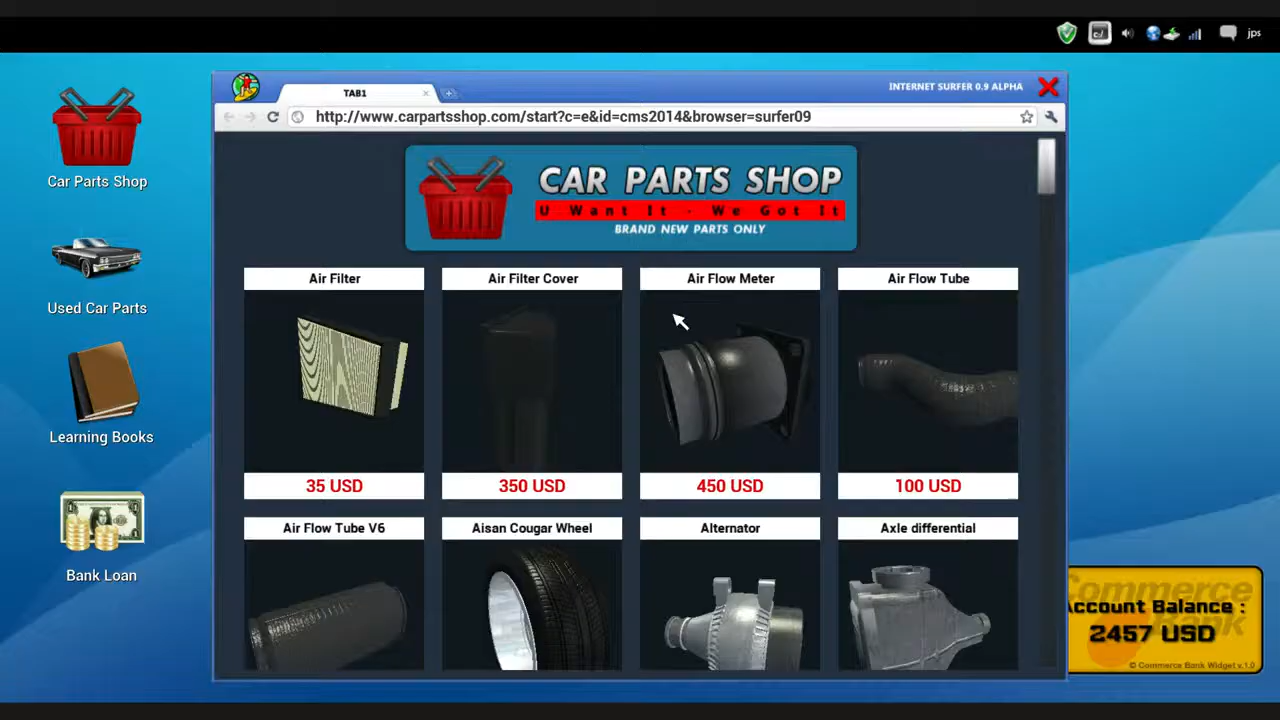 jps
TAB1
INTERNET SURFER 0.9 ALPHA
http://www.carpartsshop.com/start?c=e&id=cms2014&browser=surfer09
Car Parts Shop
Used Car Parts
Learning Books
Bank Loan
CAR PARTS SHOP
U Want It - We Got It
BRAND NEW PARTS ONLY
Air Filter
Air Filter Cover
Air Flow Meter
Air Flow Tube
35 USD
350 USD
450 USD
100 USD
Air Flow Tube V6
Aisan Cougar Wheel
Alternator
Axle differential
Commerce Bank
Account Balance :
2457 USD
© Commerce Bank Widget v.1.0